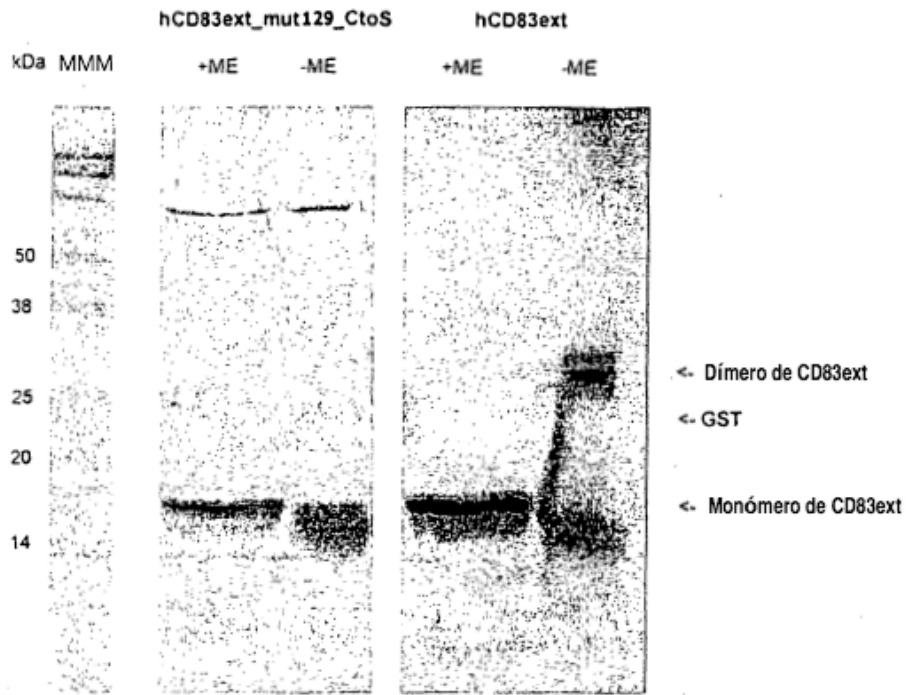 hCD83ext_mut129_CtoS hCD83ext
kDa MMM +ME -ME +ME -ME
50
38
<- Dímero de CD83ext
25
<- GST
20
<- Monómero de CD83ext
14